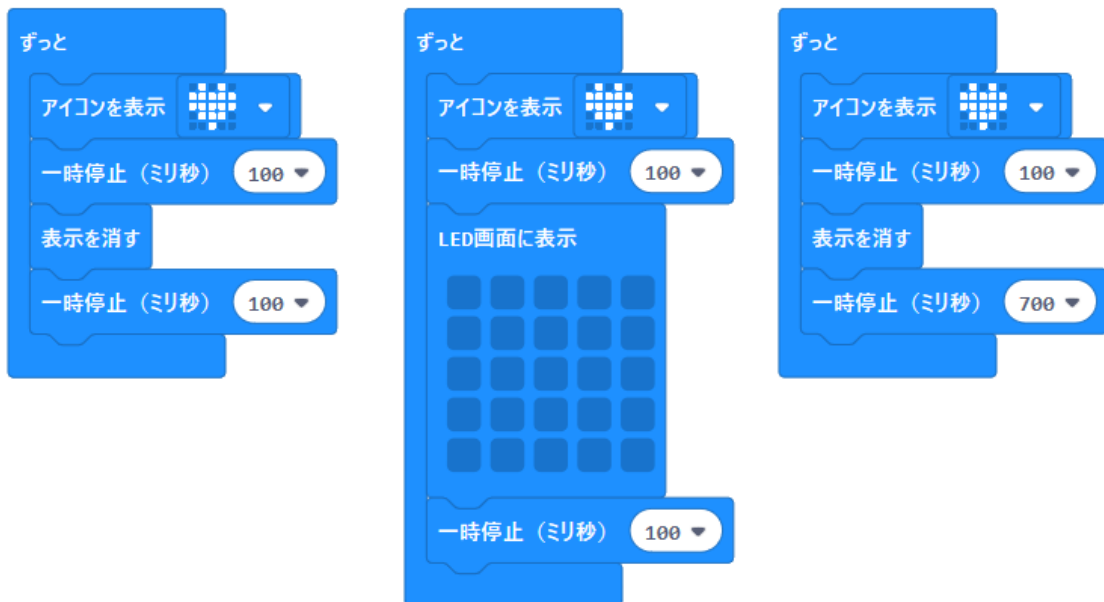 ずっと
アイコンを表示
一時停止（ミリ秒） 100
表示を消す
一時停止（ミリ秒） 100
ずっと
アイコンを表示
一時停止（ミリ秒） 100
LED画面に表示
一時停止（ミリ秒） 100
ずっと
アイコンを表示
一時停止（ミリ秒） 100
表示を消す
一時停止（ミリ秒） 700